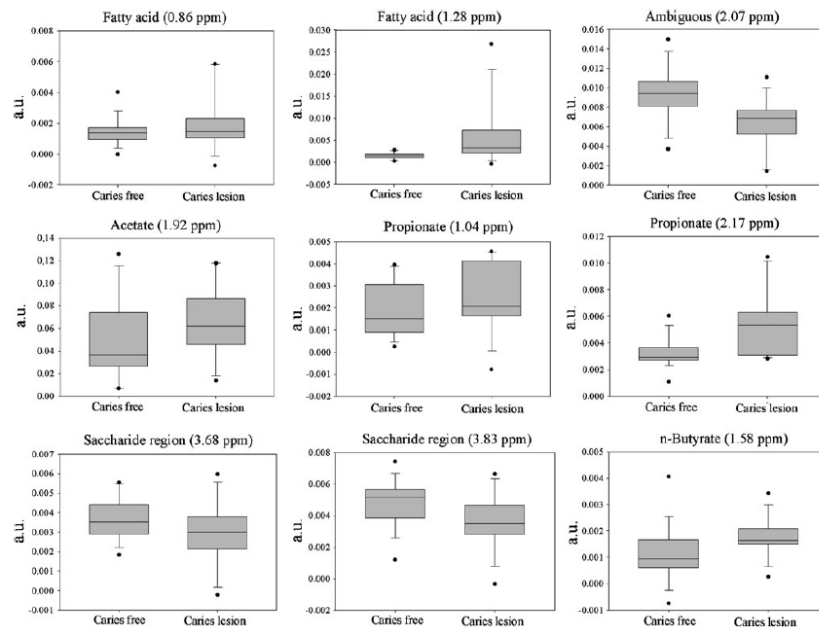 Fatty acid (0.86 ppm)
a.u.
0.008
0.006
0.004
0.002
0.000
-0.002
Caries free Caries lesion
Fatty acid (1.28 ppm)
a.u.
0.030
0.025
0.020
0.015
0.010
0.005
0.000
-0.005
Caries free Caries lesion
Ambiguous (2.07 ppm)
a.u.
0.016
0.014
0.012
0.010
0.008
0.006
0.004
0.002
0.000
Caries free Caries lesion
Acetate (1.92 ppm)
a.u.
0,14
0,12
0,10
0.08
0.06
0.04
0.02
0.00
Caries free Caries lesion
Propionate (1.04 ppm)
a.u.
0.005
0.004
0.003
0.002
0.001
0.000
-0.001
-0.002
Caries free Caries lesion
Propionate (2.17 ppm)
a.u.
0.012
0.010
0.008
0.006
0.004
0.002
0.000
Caries free Caries lesion
Saccharide region (3.68 ppm)
a.u.
0.007
0.006
0.005
0.004
0.003
0.002
0.001
0.000
-0.001
Caries free Caries lesion
Saccharide region (3.83 ppm)
a.u.
0.008
0.006
0.004
0.002
0.000
-0.002
Caries free Caries lesion
n-Butyrate (1.58 ppm)
a.u.
0.005
0.004
0.003
0.002
0.001
0.000
-0.001
Caries free Caries lesion